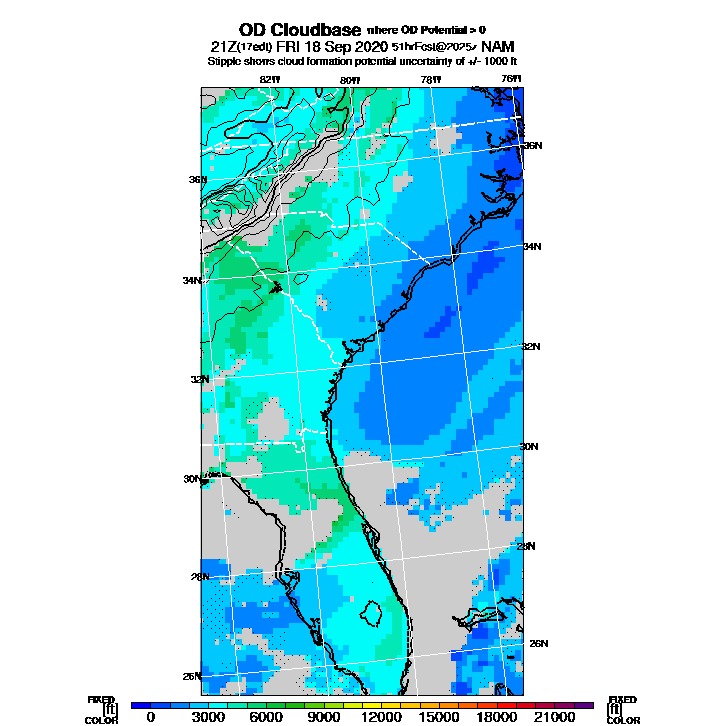 OD Cloudbase where OD Potential > 0
21Z(17edt) FRI 18 Sep 2020 51hrFcst@2025z NAM
Stipple shows cloud formation potential uncertainty of +/- 1000 ft
82W 80W 78W 76W
36N
36N
34N
34N
32N
32N
30N
30N
28N
28N
26N
26N
FIXED FIXED
[ft] [ft]
COLOR COLOR
0 3000 6000 9000 12000 15000 18000 21000